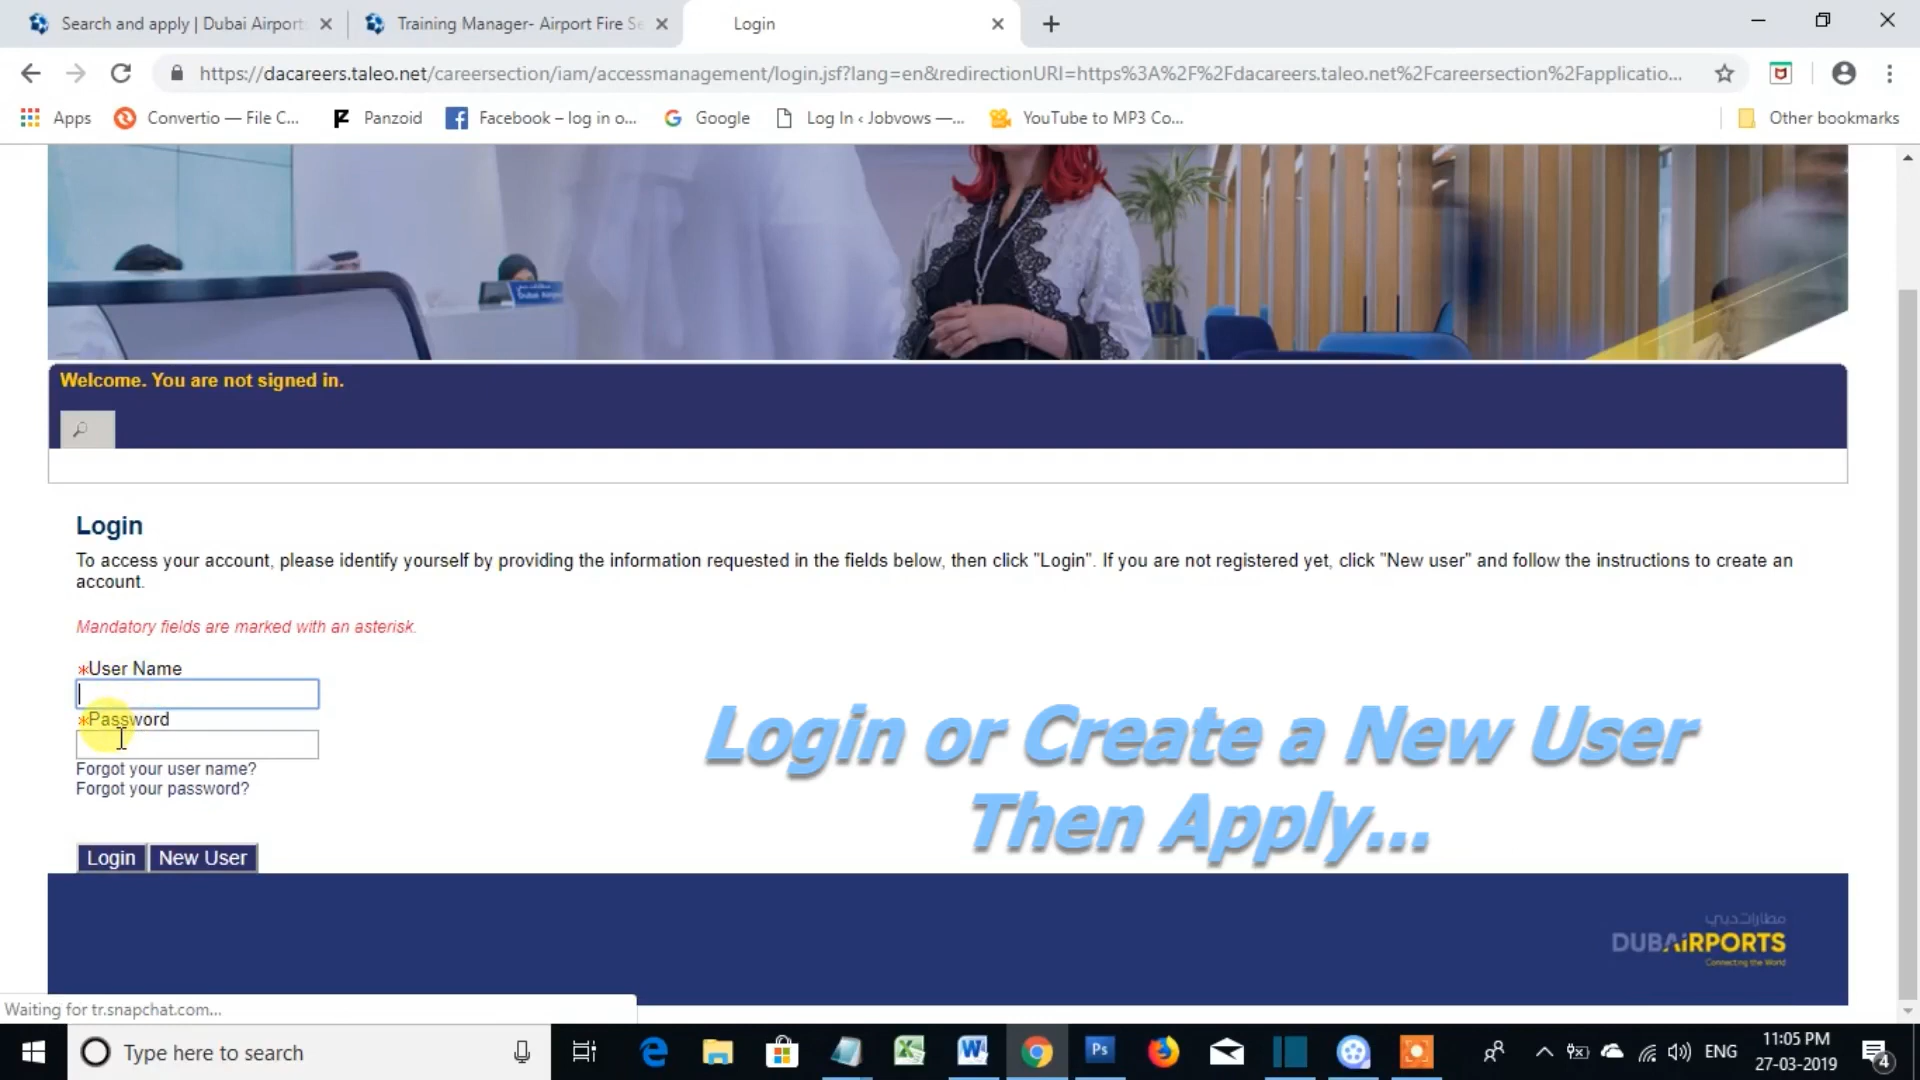 Search and apply | Dubai Airport
Training Manager- Airport Fire Se
Login
https://dacareers.taleo.net/careersection/iam/accessmanagement/login.jsf?lang=en&redirectionURI=https%3A%2F%2Fdacareers.taleo.net%2Fcareersection%2Fapplicatio...
Apps
Convertio — File C...
Panzoid
Facebook – log in o...
Google
Log In ‹ Jobvows —...
YouTube to MP3 Co...
Other bookmarks
Welcome. You are not signed in.
Login
To access your account, please identify yourself by providing the information requested in the fields below, then click "Login". If you are not registered yet, click "New user" and follow the instructions to create an
account.
Mandatory fields are marked with an asterisk.
*User Name
*Password
Forgot your user name?
Forgot your password?
Login or Create a New User
Then Apply...
Login
New User
مطارات دبي
DUBAiRPORTS
Connecting the World
Waiting for tr.snapchat.com...
Type here to search
Ps
ENG
11:05 PM
27-03-2019
4